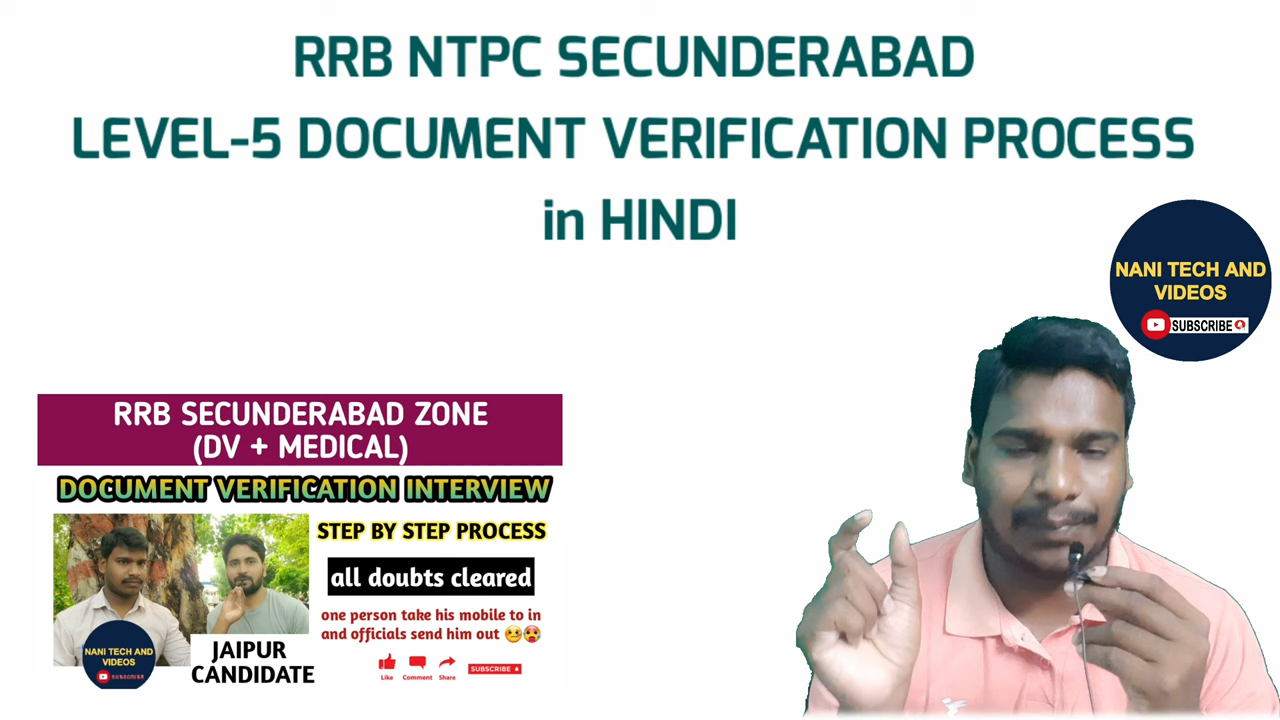 RRB NTPC SECUNDERABAD
LEVEL-5 DOCUMENT VERIFICATION PROCESS
in HINDI
NANI TECH AND
VIDEOS
SUBSCRIBE
RRB SECUNDERABAD ZONE
(DV + MEDICAL)
DOCUMENT VERIFICATION INTERVIEW
STEP BY STEP PROCESS
all doubts cleared
one person take his mobile to in
and officials send him out
NANI TECH AND
VIDEOS
SUBSCRIBE
JAIPUR
CANDIDATE
Like Comment Share SUBSCRIBE